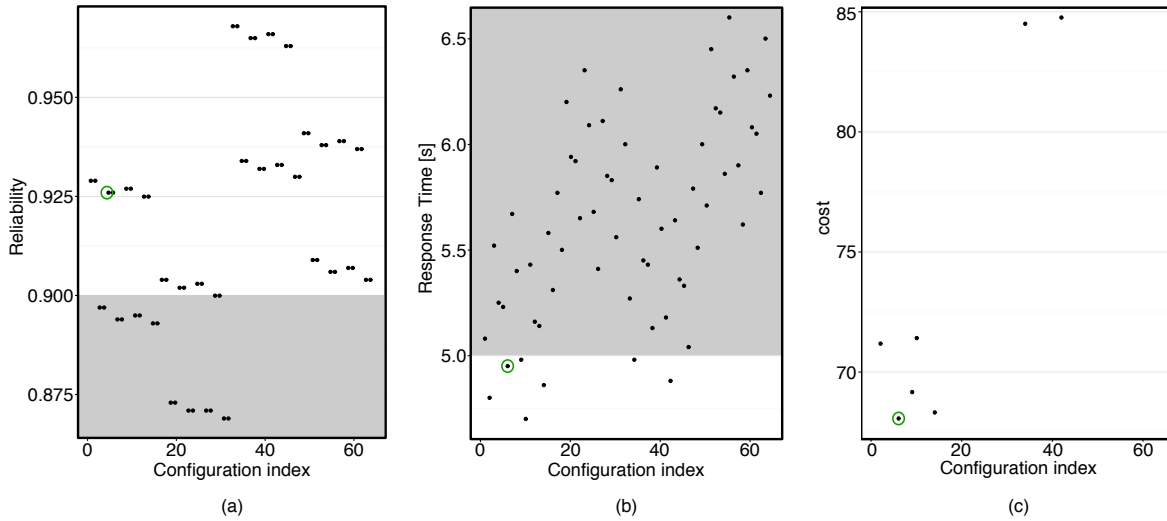 Reliability
0.950
0.925
0.900
0.875
0
20
40
60
Configuration index
(a)
Response Time [s]
6.5
6.0
5.5
5.0
0
20
40
60
Configuration index
(b)
cost
85
80
75
70
0
20
40
60
Configuration index
(c)